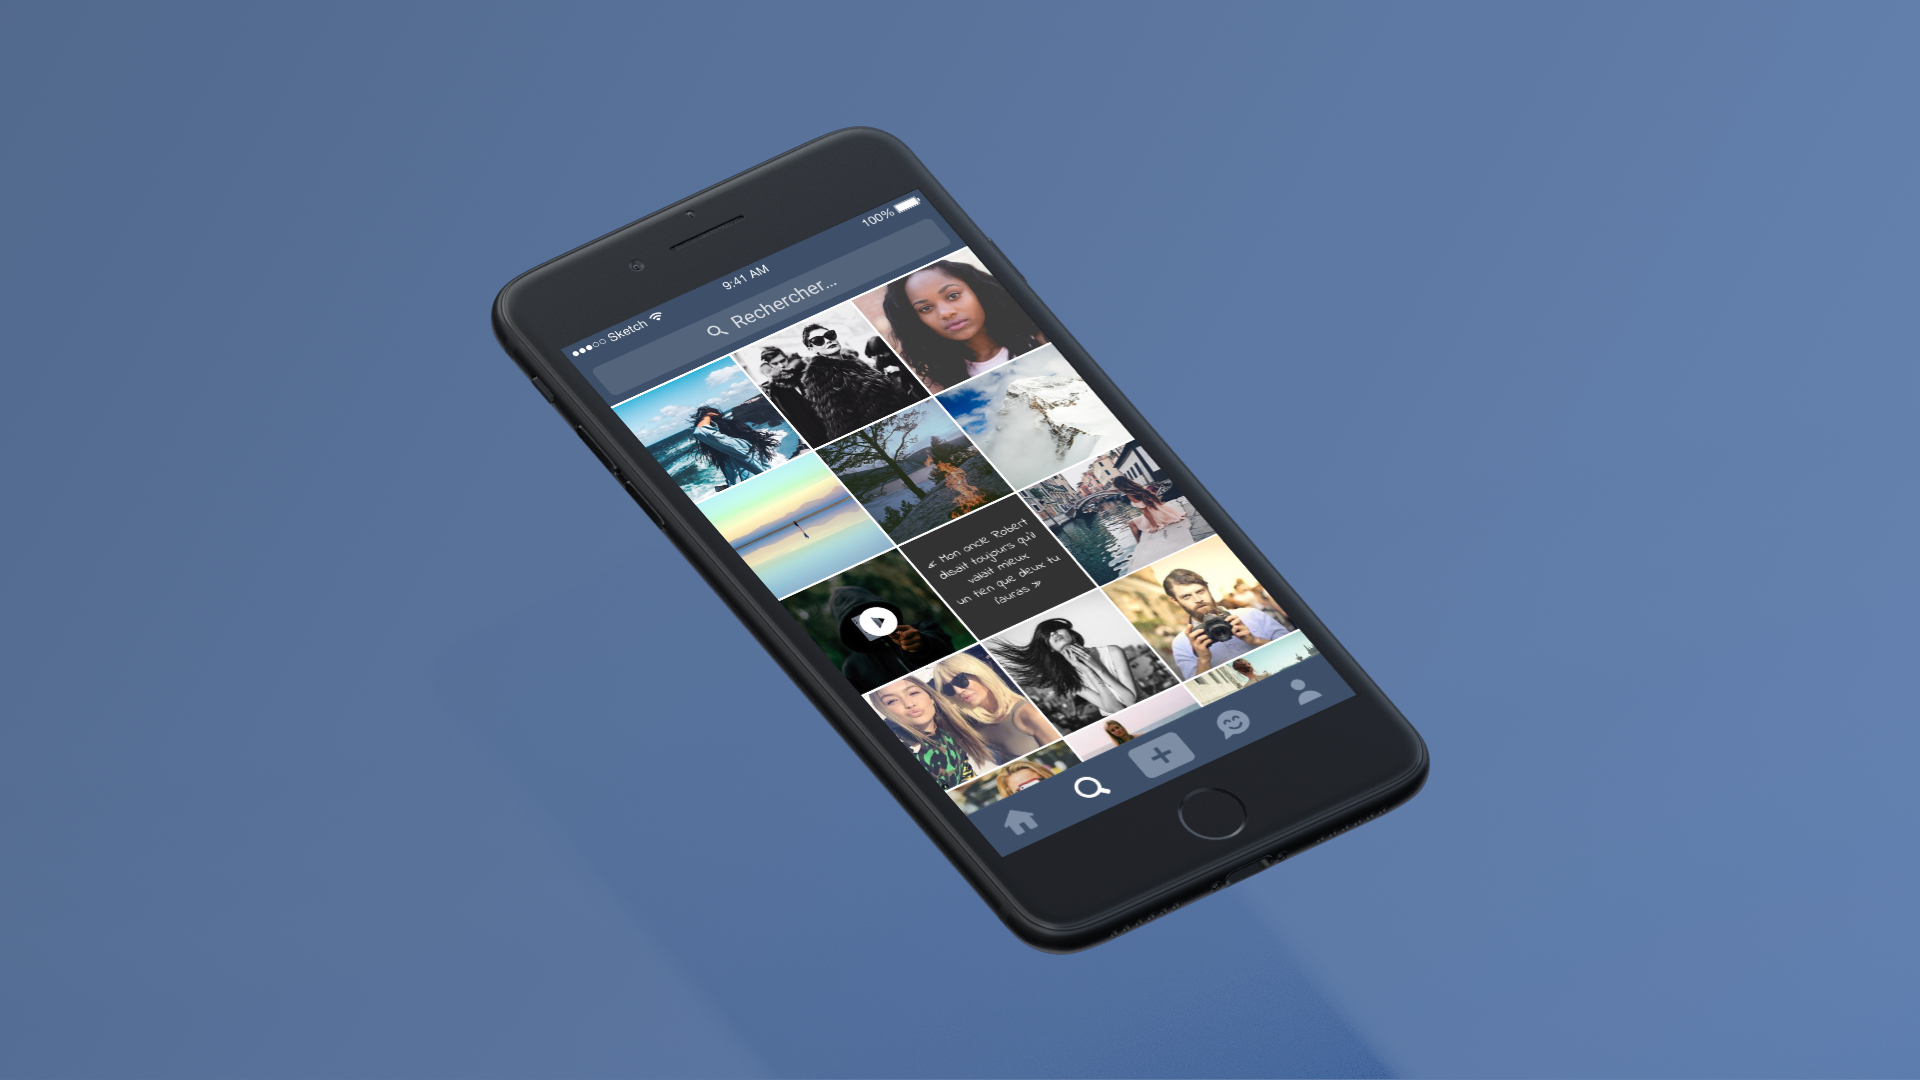 Sketch
9:41 AM
100%
Rechercher...
« Mon oncle Robert
disait toujours qu'il
valait mieux
un tien que deux tu
l'auras »